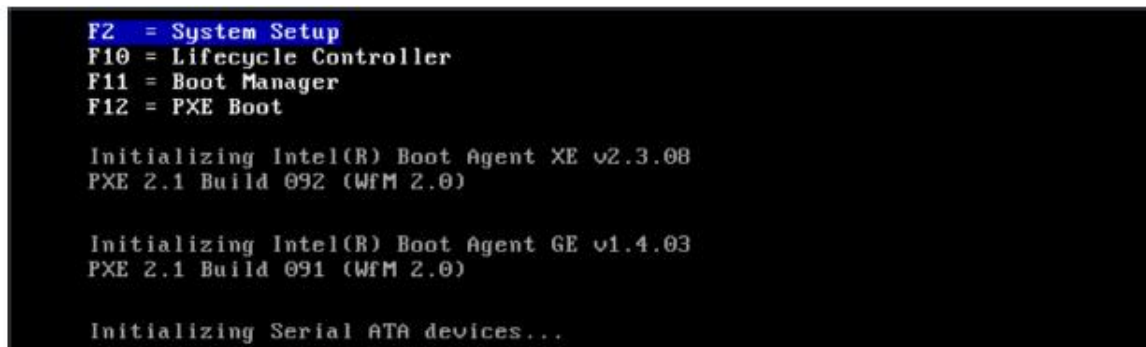 F2 = System Setup
F10 = Lifecycle Controller
F11 = Boot Manager
F12 = PXE Boot
Initializing Intel(R) Boot Agent XE v2.3.08
PXE 2.1 Build 092 (WfM 2.0)
Initializing Intel(R) Boot Agent GE v1.4.03
PXE 2.1 Build 091 (WfM 2.0)
Initializing Serial ATA devices...